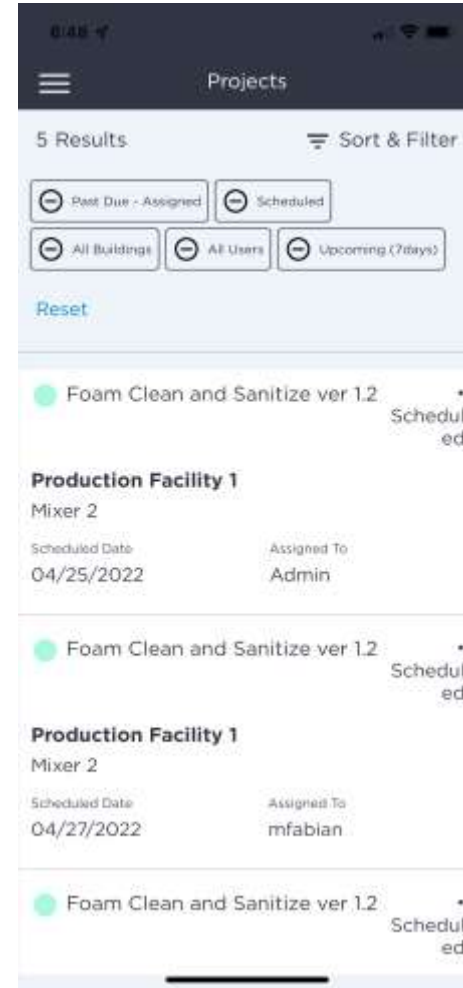 6:48
Projects
5 Results
Sort & Filter
Past Due - Assigned
Scheduled
All Buildings
All Users
Upcoming (7days)
Reset
Foam Clean and Sanitize ver 1.2
• Schedul
ed
Production Facility 1
Mixer 2
Scheduled Date
Assigned To
04/25/2022
Admin
Foam Clean and Sanitize ver 1.2
• Schedul
ed
Production Facility 1
Mixer 2
Scheduled Date
Assigned To
04/27/2022
mfabian
Foam Clean and Sanitize ver 1.2
• Schedul
ed